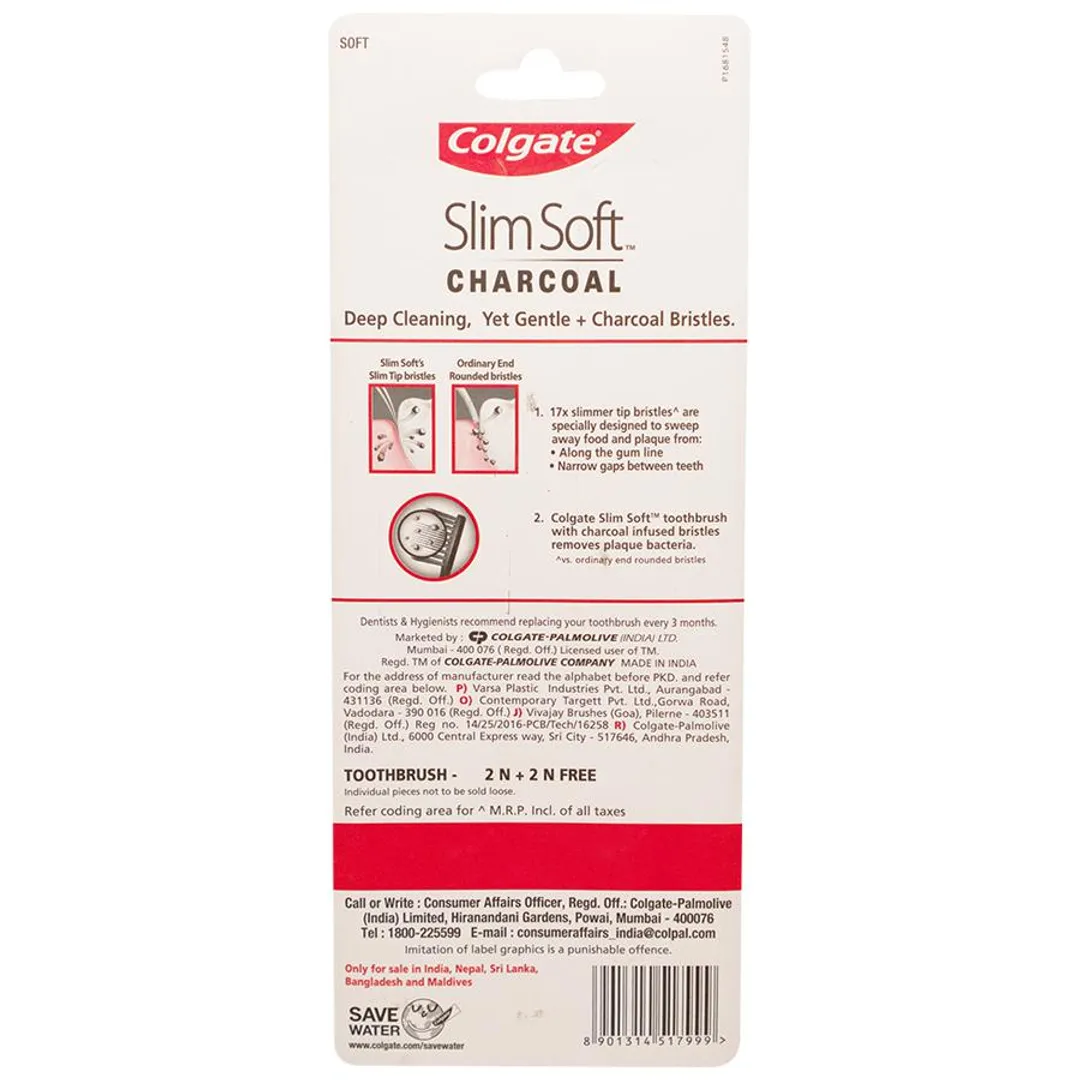 SOFT
P1681548
Colgate®
Slim Soft™
CHARCOAL
Deep Cleaning, Yet Gentle + Charcoal Bristles.
Slim Soft's
Slim Tip bristles
Ordinary End
Rounded bristles
1. 17x slimmer tip bristles^ are
specially designed to sweep
away food and plaque from:
• Along the gum line
• Narrow gaps between teeth
2. Colgate Slim Soft™ toothbrush
with charcoal infused bristles
removes plaque bacteria.
^vs. ordinary end rounded bristles
Dentists & Hygienists recommend replacing your toothbrush every 3 months.
Marketed by : CP COLGATE-PALMOLIVE (INDIA) LTD.
Mumbai - 400 076 ( Regd. Off.) Licensed user of TM.
Regd. TM of COLGATE-PALMOLIVE COMPANY MADE IN INDIA
For the address of manufacturer read the alphabet before PKD. and refer
coding area below. P) Varsa Plastic Industries Pvt. Ltd., Aurangabad -
431136 (Regd. Off.) O) Contemporary Targett Pvt. Ltd.,Gorwa Road,
Vadodara - 390 016 (Regd. Off.) J) Vivajay Brushes (Goa), Pilerne - 403511
(Regd. Off.) Reg no. 14/25/2016-PCB/Tech/16258 R) Colgate-Palmolive
(India) Ltd., 6000 Central Express way, Sri City - 517646, Andhra Pradesh,
India.
TOOTHBRUSH - 2 N + 2 N FREE
Individual pieces not to be sold loose.
Refer coding area for ^ M.R.P. Incl. of all taxes
Call or Write : Consumer Affairs Officer, Regd. Off.: Colgate-Palmolive
(India) Limited, Hiranandani Gardens, Powai, Mumbai - 400076
Tel : 1800-225599 E-mail : consumeraffairs_india@colpal.com
Imitation of label graphics is a punishable offence.
Only for sale in India, Nepal, Sri Lanka,
Bangladesh and Maldives
SAVE
WATER
www.colgate.com/savewater
8 901314 517999 >